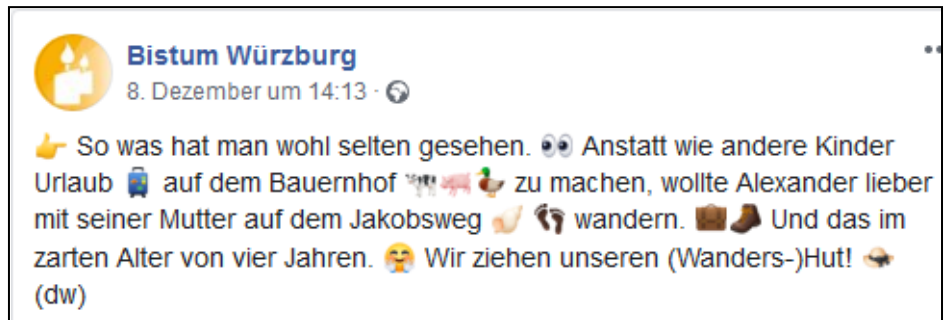 Bistum Würzburg
8. Dezember um 14:13 ·
👉 So was hat man wohl selten gesehen. 👀 Anstatt wie andere Kinder
Urlaub 🧳 auf dem Bauernhof 🐄🐖🦆 zu machen, wollte Alexander lieber
mit seiner Mutter auf dem Jakobsweg 🐚 👣 wandern. 💼🥾 Und das im
zarten Alter von vier Jahren. 🤗 Wir ziehen unseren (Wanders-)Hut! 👒
(dw)